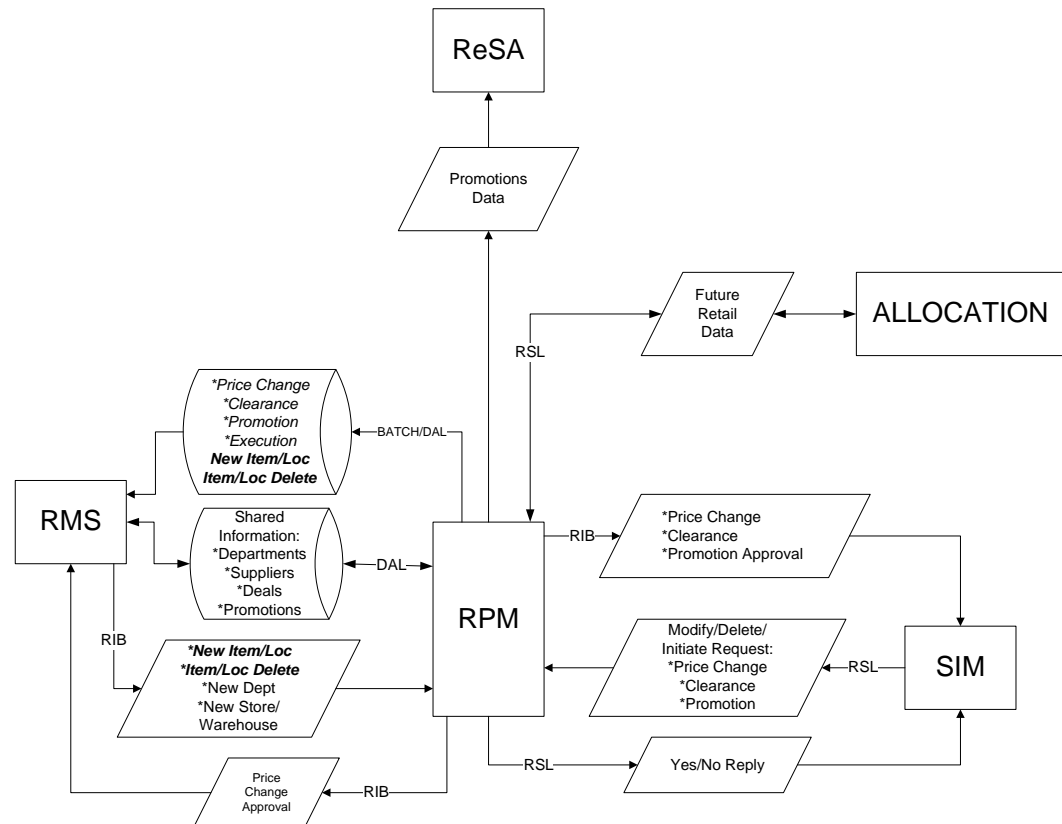 ReSA
Promotions
Data
Future
Retail
Data
ALLOCATION
RSL
*Price Change
*Clearance
*Promotion
*Execution
New Item/Loc
Item/Loc Delete
BATCH/DAL
RMS
Shared
Information:
*Departments
*Suppliers
*Deals
*Promotions
DAL
RPM
RIB
*Price Change
*Clearance
*Promotion Approval
RIB
*New Item/Loc
*Item/Loc Delete
*New Dept
*New Store/
Warehouse
Modify/Delete/
Initiate Request:
*Price Change
*Clearance
*Promotion
RSL
SIM
RSL
Yes/No Reply
Price
Change
Approval
RIB